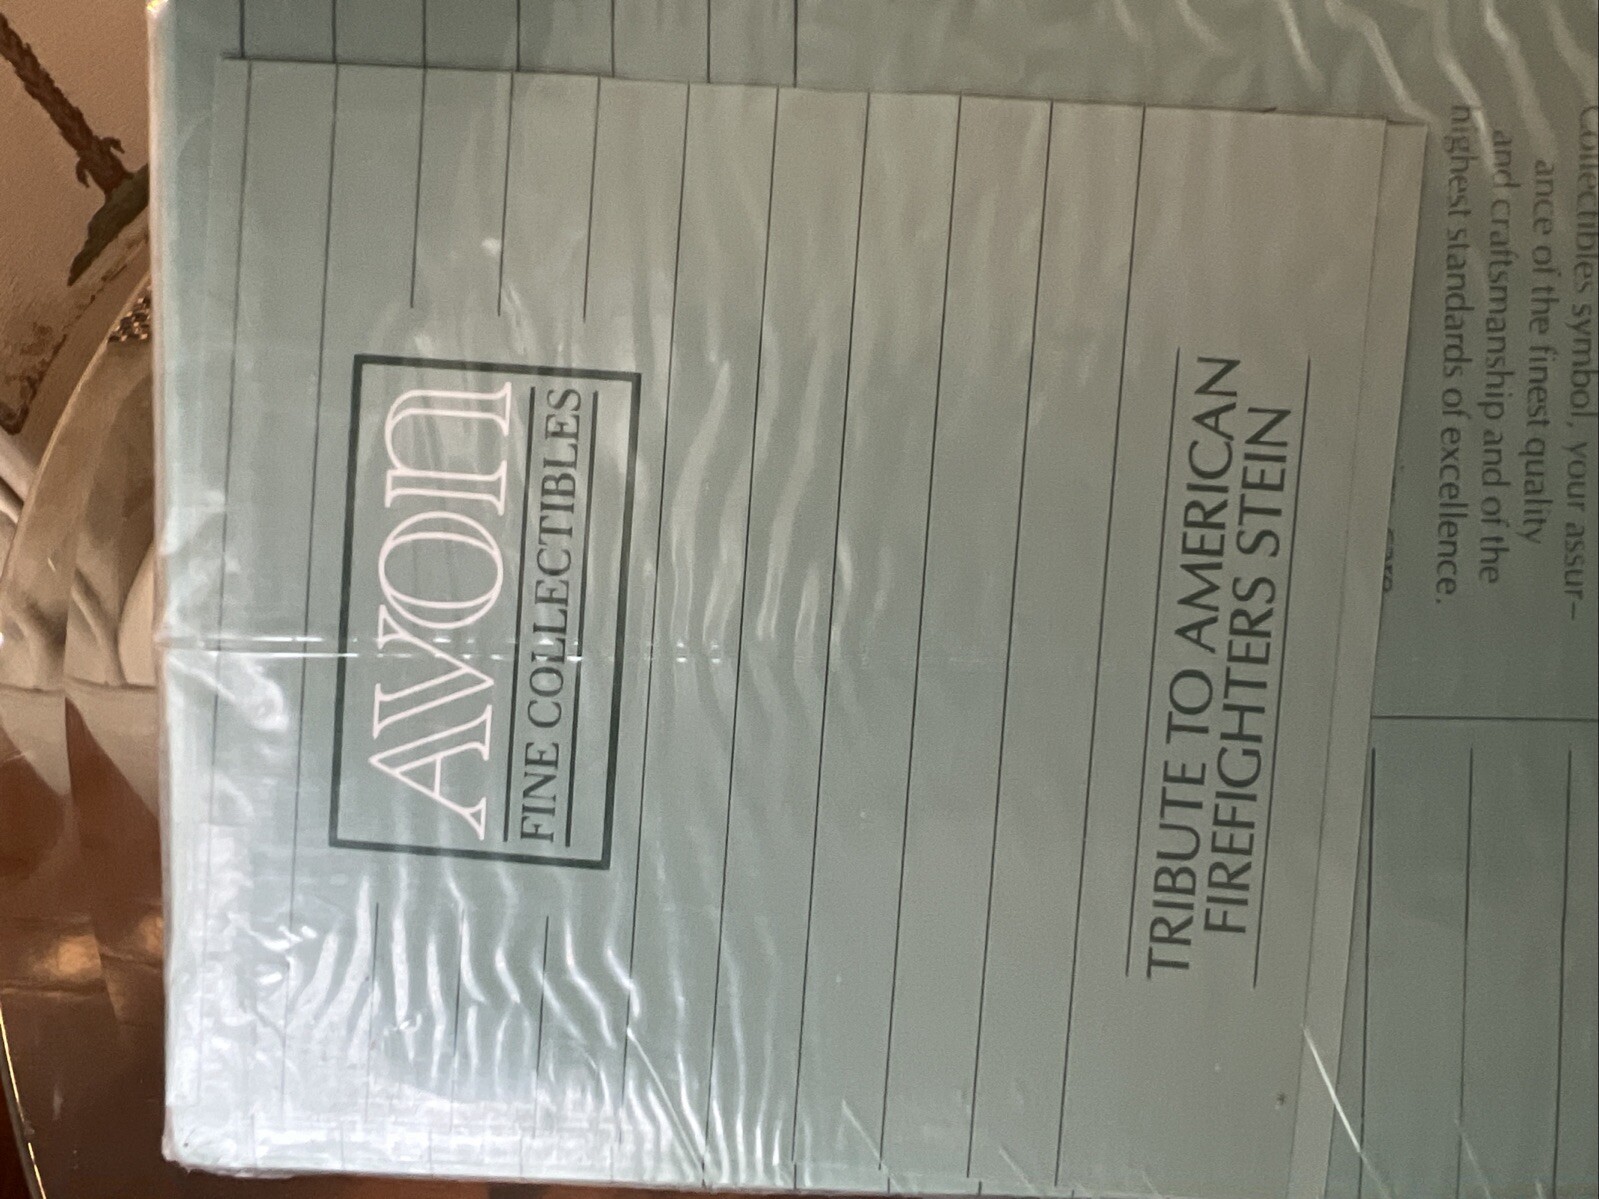 AVON
FINE COLLECTIBLES
TRIBUTE TO AMERICAN
FIREFIGHTERS STEIN
Collectibles symbol, your assur–
ance of the finest quality
and craftsmanship and of the
highest standards of excellence.
care